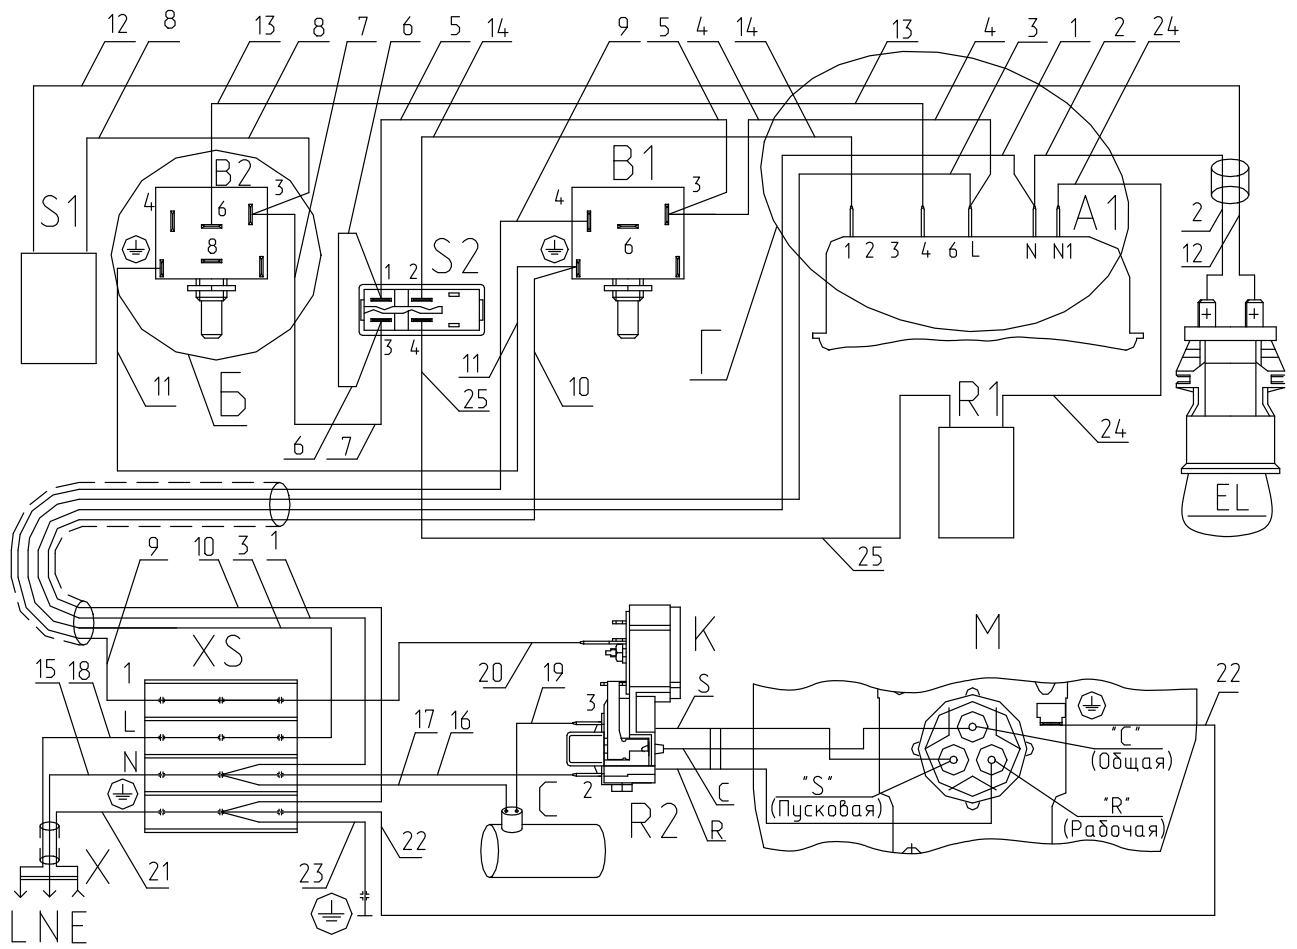 12 8 13 8 7 6 5 14 9 5 4 14 13 4 3 1 2 24
S1
B2
4 3
6
8
Б
11
S2
1 2
3 4
6 7
25
B1
4 3
6
11
10
Г
A1
1 2 3 4 6 L N N1
2
12
R1
24
25
EL
9 10 3 1
XS
15 18 1
L
N
17 16
21 23 22
X
LNE
20 19
K
3
2
C
R2
S
C
R
M
22
"C"
(Общая)
"S"
(Пусковая)
"R"
(Рабочая)